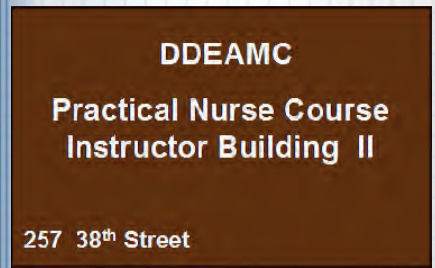 DDEAMC
Practical Nurse Course
Instructor Building II
257 38th Street